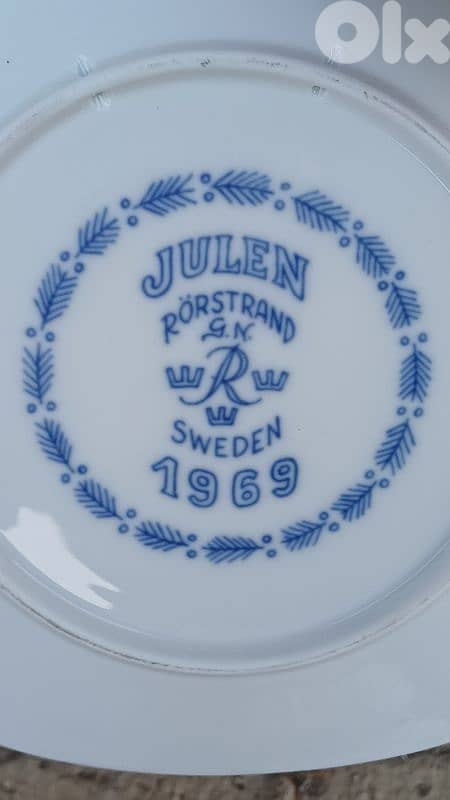 Olx
JULEN
RÖRSTRAND
G.N.
R
SWEDEN
1969